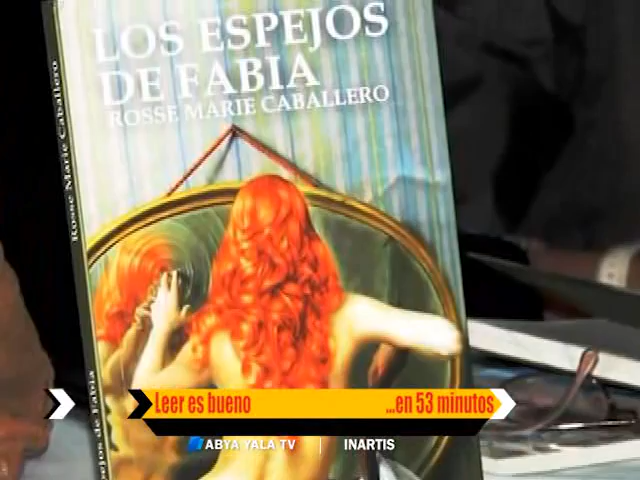 LOS ESPEJOS
DE FABIA
ROSSE MARIE CABALLERO
Rosse Marie Caballero
pejos de Fabia
Leer es bueno
...en 53 minutos
ABYA YALA TV
INARTIS